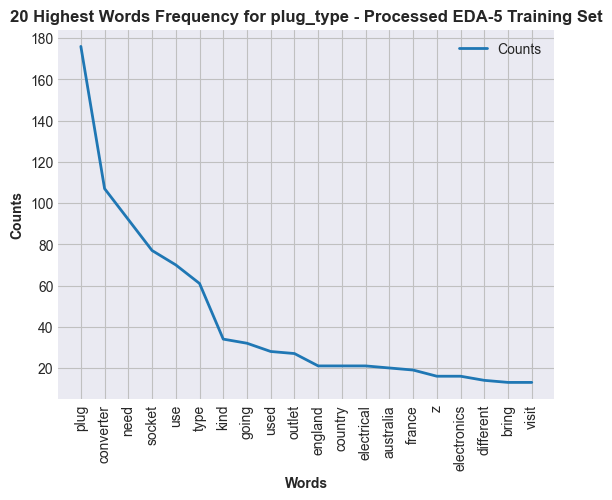 20 Highest Words Frequency for plug_type - Processed EDA-5 Training Set
Counts
180
160
140
120
100
80
60
40
20
Counts
plug
converter
need
socket
use
type
kind
going
used
outlet
england
country
electrical
australia
france
z
electronics
different
bring
visit
Words